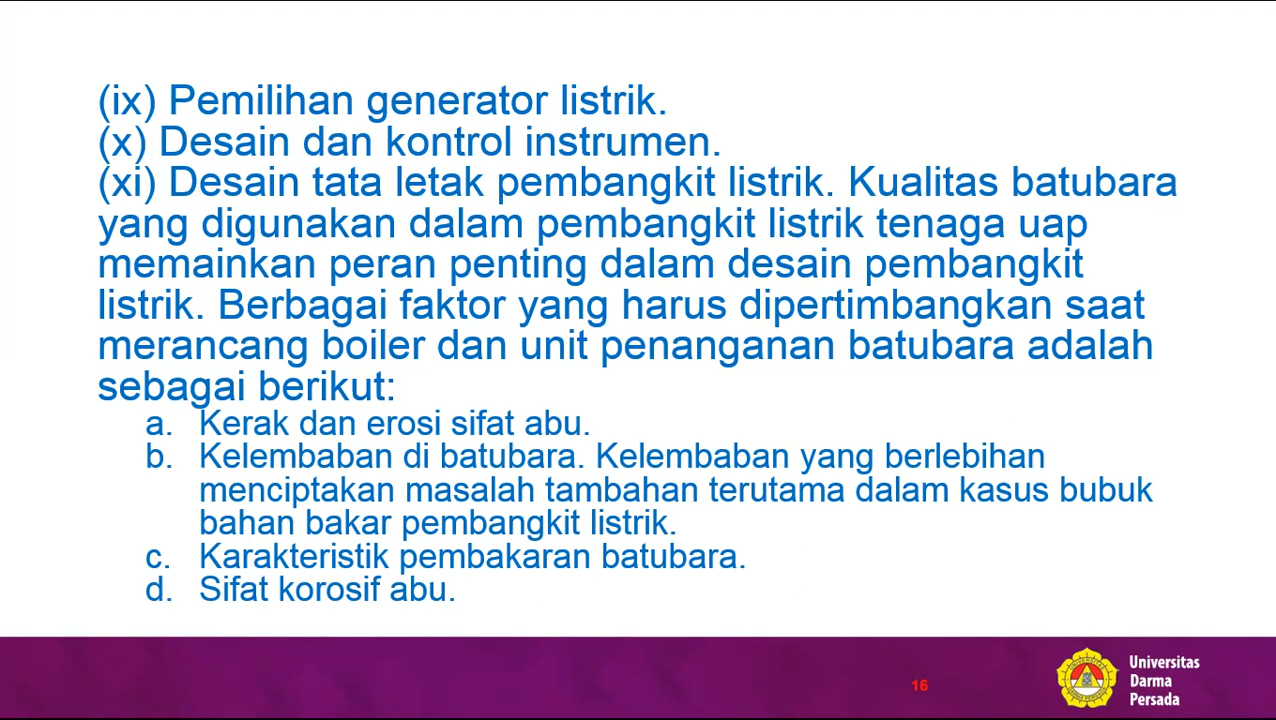 (ix) Pemilihan generator listrik.
(x) Desain dan kontrol instrumen.
(xi) Desain tata letak pembangkit listrik. Kualitas batubara
yang digunakan dalam pembangkit listrik tenaga uap
memainkan peran penting dalam desain pembangkit
listrik. Berbagai faktor yang harus dipertimbangkan saat
merancang boiler dan unit penanganan batubara adalah
sebagai berikut:
a. Kerak dan erosi sifat abu.
b. Kelembaban di batubara. Kelembaban yang berlebihan
menciptakan masalah tambahan terutama dalam kasus bubuk
bahan bakar pembangkit listrik.
c. Karakteristik pembakaran batubara.
d. Sifat korosif abu.
16
Universitas
Darma
Persada